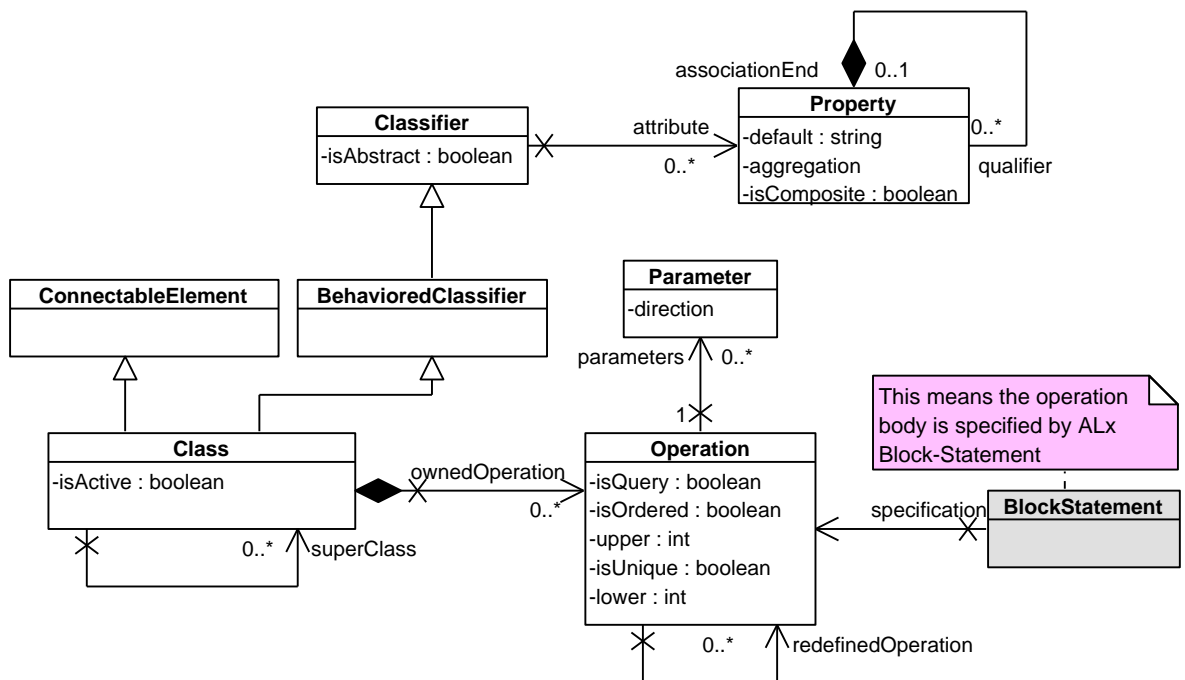 associationEnd
0..1
Property
-default : string
-aggregation
-isComposite : boolean
0..*
qualifier
Classifier
-isAbstract : boolean
attribute
0..*
ConnectableElement
BehavioredClassifier
Parameter
-direction
parameters
0..*
1
This means the operation
body is specified by ALx
Block-Statement
Class
-isActive : boolean
ownedOperation
0..*
Operation
-isQuery : boolean
-isOrdered : boolean
-upper : int
-isUnique : boolean
-lower : int
specification
BlockStatement
0..*
superClass
0..*
redefinedOperation